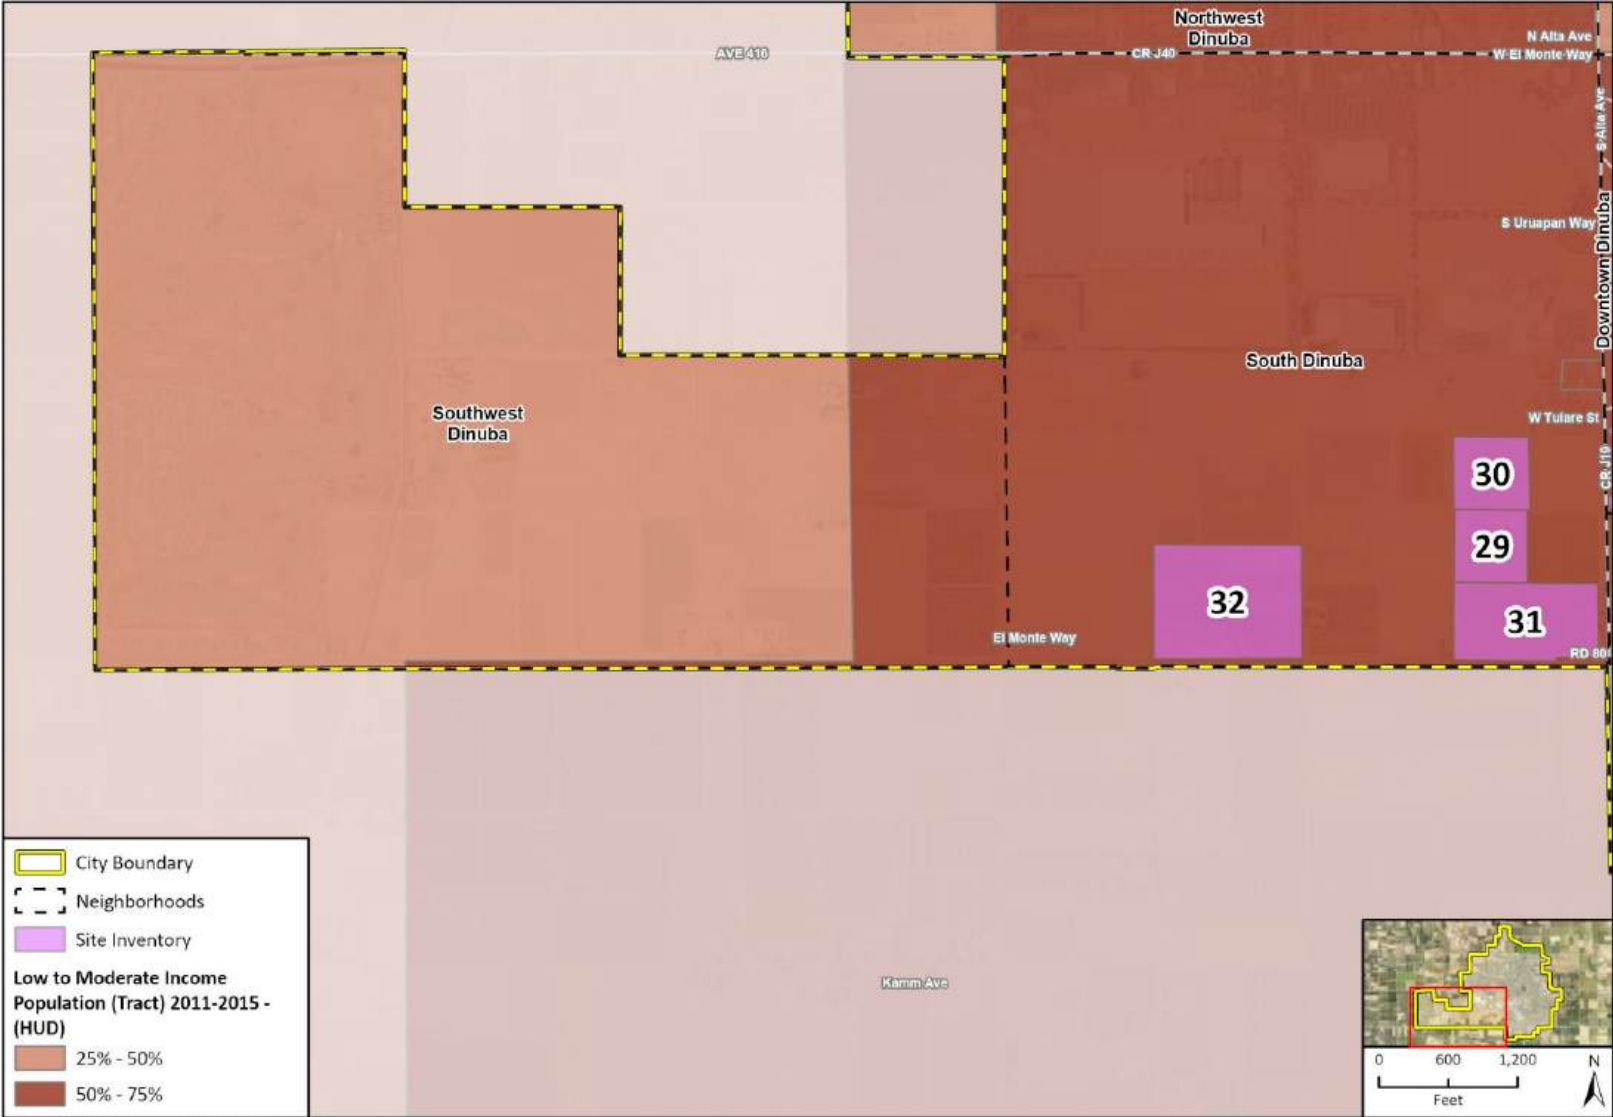 Northwest
Dinuba
N Alta Ave
AVE 416
CR J40
W El Monte Way
S Alta Ave
S Uruapan Way
Downtown Dinuba
South Dinuba
Southwest
Dinuba
W Tulare St
CR J19
30
29
32
31
El Monte Way
RD 80
City Boundary
Neighborhoods
Site Inventory
Low to Moderate Income
Population (Tract) 2011-2015 -
(HUD)
25% - 50%
50% - 75%
Kamm Ave
0 600 1,200
Feet
N